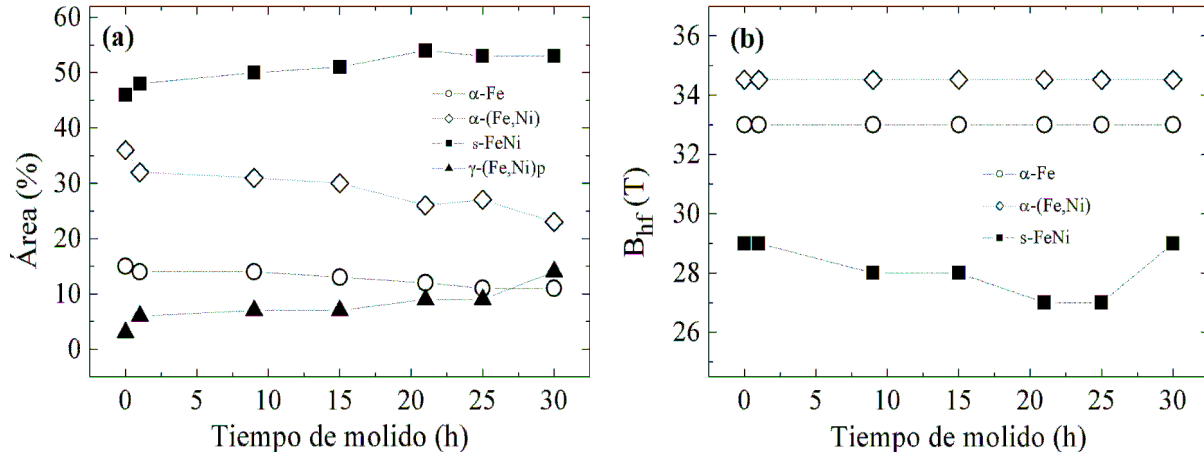 (a)
60
50
40
30
20
10
0
Área (%)
α-Fe
α-(Fe,Ni)
s-FeNi
γ-(Fe,Ni)p
0 5 10 15 20 25 30
Tiempo de molido (h)
(b)
36
34
32
30
28
26
B_hf (T)
α-Fe
α-(Fe,Ni)
s-FeNi
0 5 10 15 20 25 30
Tiempo de molido (h)